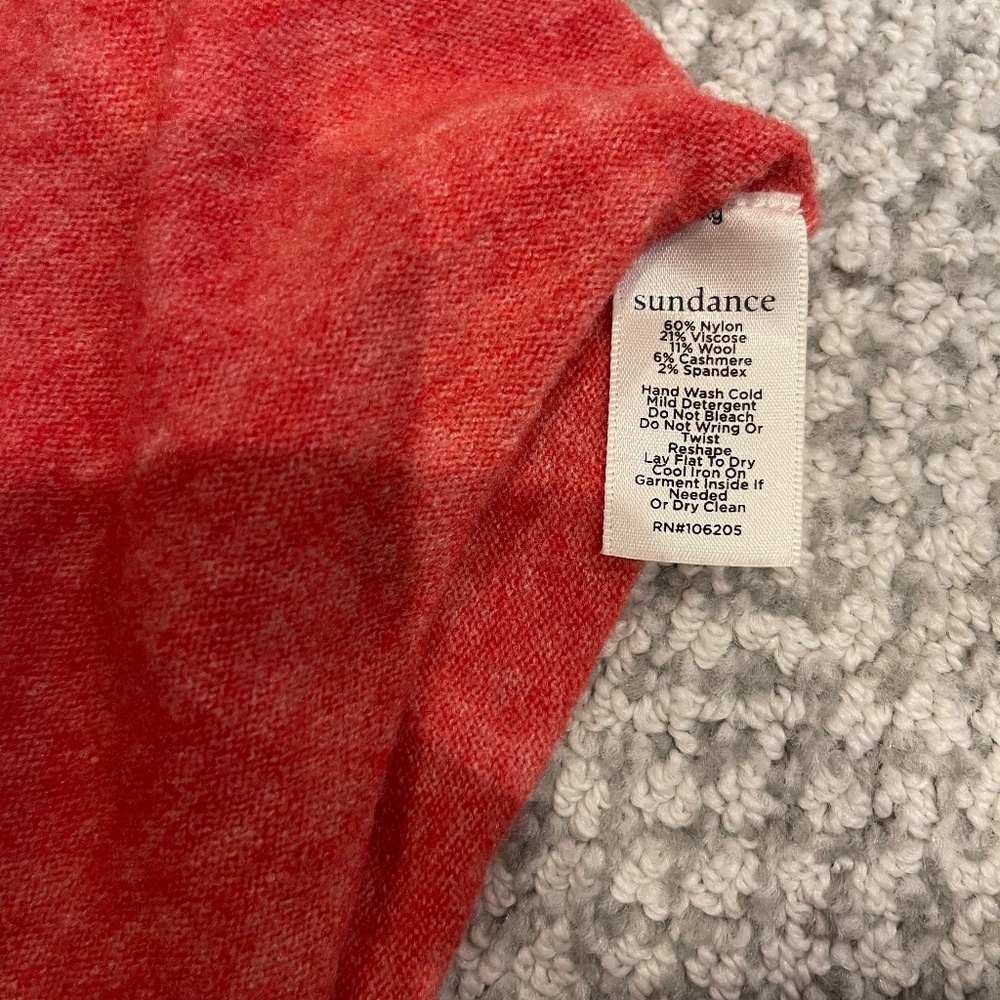 sundance
60% Nylon
21% Viscose
11% Wool
6% Cashmere
2% Spandex
Hand Wash Cold
Mild Detergent
Do Not Bleach
Do Not Wring Or
Twist
Reshape
Lay Flat To Dry
Cool Iron On
Garment Inside If
Needed
Or Dry Clean
RN#106205